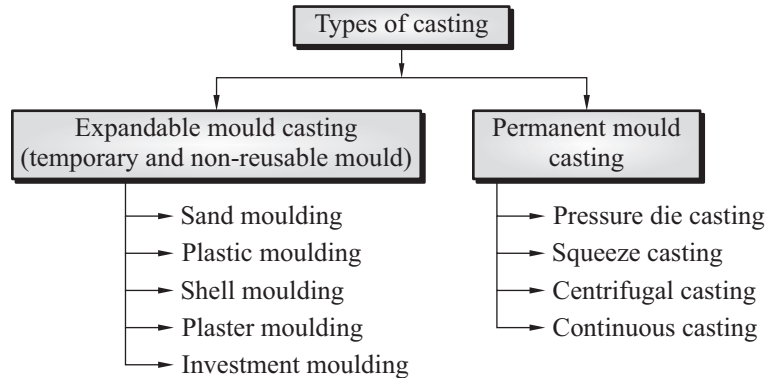 Types of casting
Expandable mould casting
(temporary and non-reusable mould)
Sand moulding
Plastic moulding
Shell moulding
Plaster moulding
Investment moulding
Permanent mould
casting
Pressure die casting
Squeeze casting
Centrifugal casting
Continuous casting